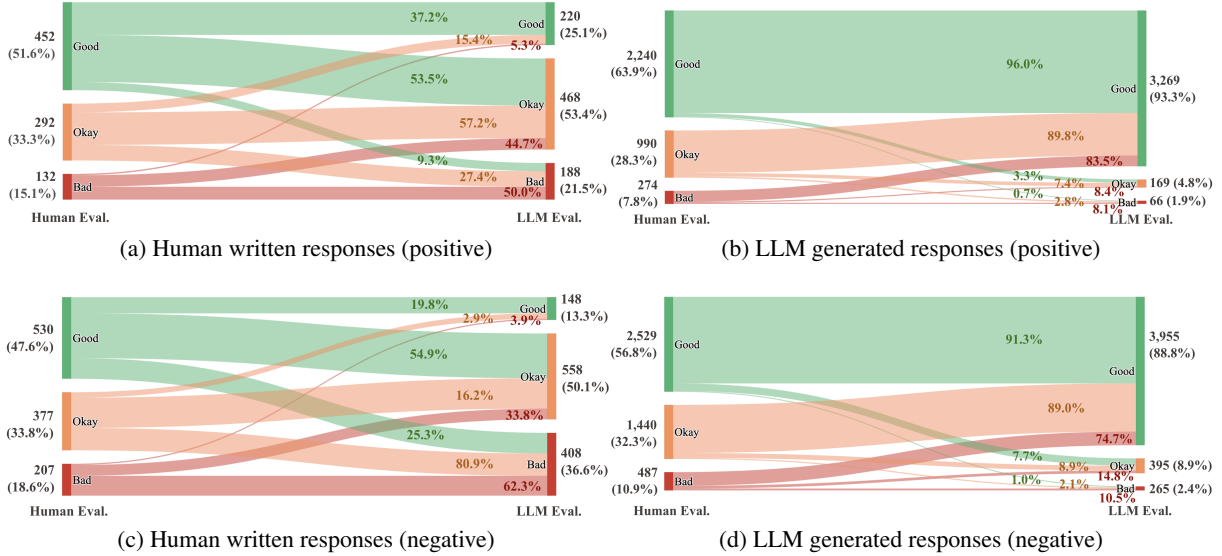 452
(51.6%)
Good
292
(33.3%)
Okay
132
(15.1%)
Bad
Human Eval.
37.2%
15.4%
5.3%
53.5%
57.2%
44.7%
9.3%
27.4%
50.0%
Good
220
(25.1%)
Okay
468
(53.4%)
Bad
188
(21.5%)
LLM Eval.
(a) Human written responses (positive)
2,240
(63.9%)
Good
990
(28.3%)
Okay
274
(7.8%)
Bad
Human Eval.
96.0%
89.8%
83.5%
3.3%
7.4%
8.4%
0.7%
2.8%
8.1%
Good
3,269
(93.3%)
Okay
169 (4.8%)
Bad
66 (1.9%)
LLM Eval.
(b) LLM generated responses (positive)
530
(47.6%)
Good
377
(33.8%)
Okay
207
(18.6%)
Bad
Human Eval.
19.8%
2.9%
3.9%
54.9%
16.2%
33.8%
25.3%
80.9%
62.3%
Good
148
(13.3%)
Okay
558
(50.1%)
Bad
408
(36.6%)
LLM Eval.
(c) Human written responses (negative)
2,529
(56.8%)
Good
1,440
(32.3%)
Okay
487
(10.9%)
Bad
Human Eval.
91.3%
89.0%
74.7%
7.7%
8.9%
14.8%
1.0%
2.1%
10.5%
Good
3,955
(88.8%)
Okay
395 (8.9%)
Bad
265 (2.4%)
LLM Eval.
(d) LLM generated responses (negative)